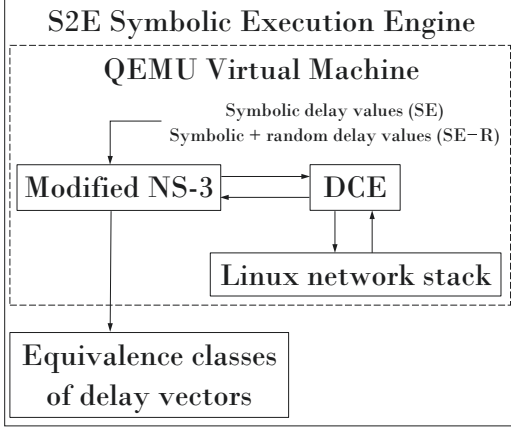 S2E Symbolic Execution Engine
QEMU Virtual Machine
Symbolic delay values (SE)
Symbolic + random delay values (SE−R)
Modified NS-3
DCE
Linux network stack
Equivalence classes
of delay vectors